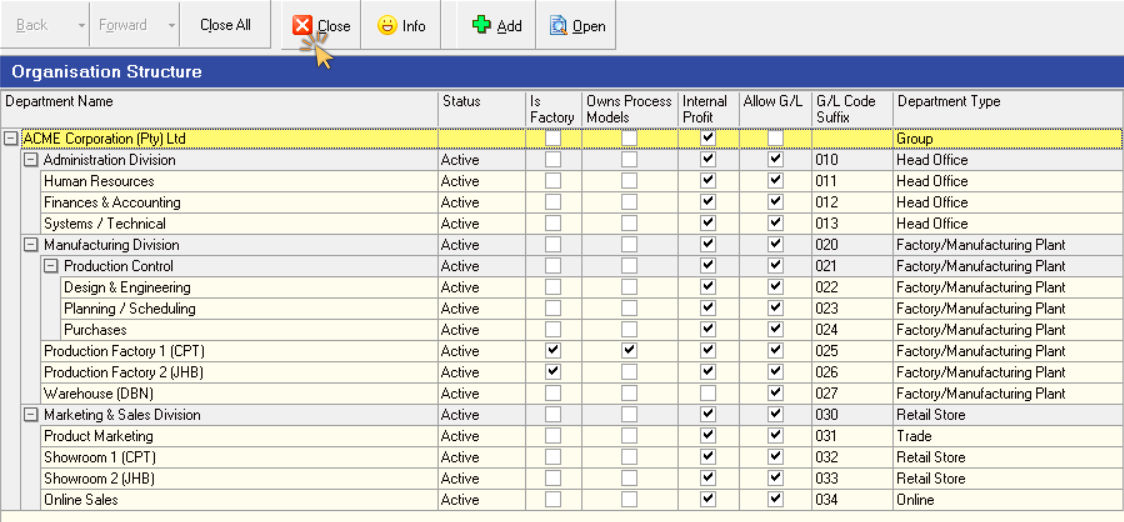 Back Forward Close All Close Info Add Open
Organisation Structure
Department Name Status Is Factory Owns Process Models Internal Profit Allow G/L G/L Code Suffix Department Type
ACME Corporation (Pty) Ltd Group
Administration Division Active 010 Head Office
Human Resources Active 011 Head Office
Finances & Accounting Active 012 Head Office
Systems / Technical Active 013 Head Office
Manufacturing Division Active 020 Factory/Manufacturing Plant
Production Control Active 021 Factory/Manufacturing Plant
Design & Engineering Active 022 Factory/Manufacturing Plant
Planning / Scheduling Active 023 Factory/Manufacturing Plant
Purchases Active 024 Factory/Manufacturing Plant
Production Factory 1 (CPT) Active 025 Factory/Manufacturing Plant
Production Factory 2 (JHB) Active 026 Factory/Manufacturing Plant
Warehouse (DBN) Active 027 Factory/Manufacturing Plant
Marketing & Sales Division Active 030 Retail Store
Product Marketing Active 031 Trade
Showroom 1 (CPT) Active 032 Retail Store
Showroom 2 (JHB) Active 033 Retail Store
Online Sales Active 034 Online